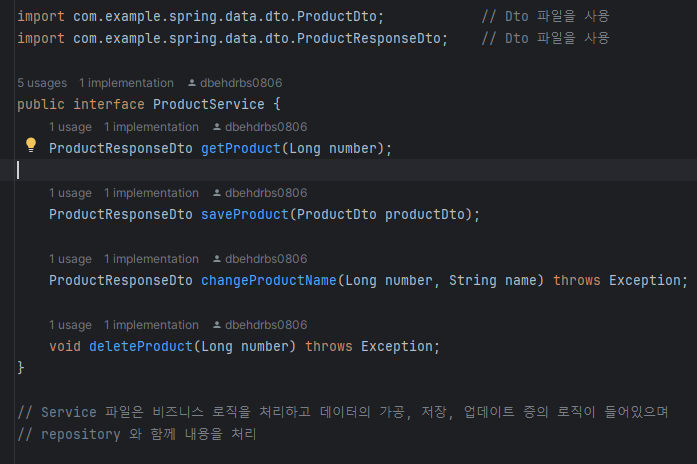 import com.example.spring.data.dto.ProductDto; // Dto 파일을 사용
import com.example.spring.data.dto.ProductResponseDto; // Dto 파일을 사용
5 usages 1 implementation dbehdrbs0806
public interface ProductService {
1 usage 1 implementation dbehdrbs0806
ProductResponseDto getProduct(Long number);
1 usage 1 implementation dbehdrbs0806
ProductResponseDto saveProduct(ProductDto productDto);
1 usage 1 implementation dbehdrbs0806
ProductResponseDto changeProductName(Long number, String name) throws Exception;
1 usage 1 implementation dbehdrbs0806
void deleteProduct(Long number) throws Exception;
}
// Service 파일은 비즈니스 로직을 처리하고 데이터의 가공, 저장, 업데이트 증의 로직이 들어있으며
// repository 와 함께 내용을 처리